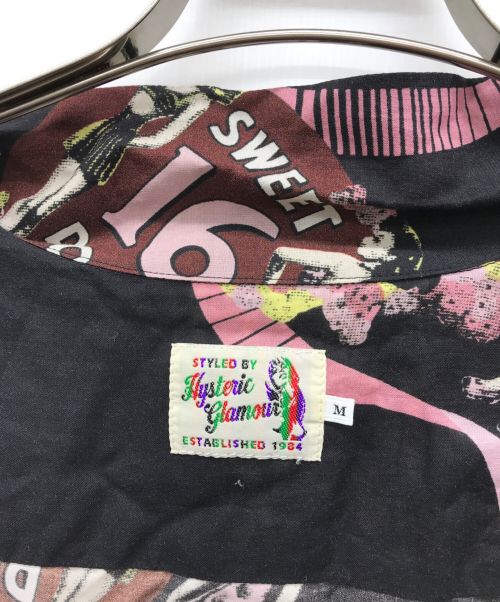 SWEET
16
STYLED BY
Hysteric
Glamour
ESTABLISHED 1984
M